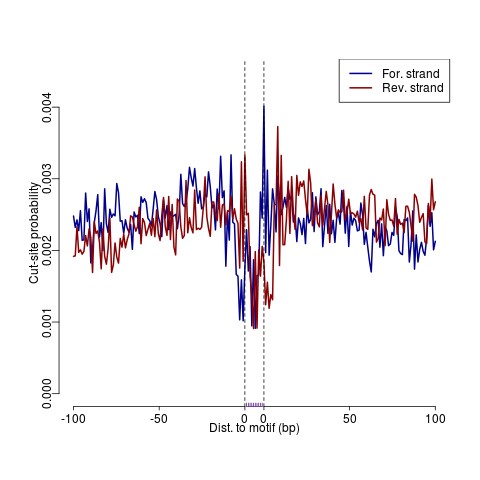 For. strand
Rev. strand
Cut-site probability
0.000
0.001
0.002
0.003
0.004
-100
-50
0
0
50
100
Dist. to motif (bp)